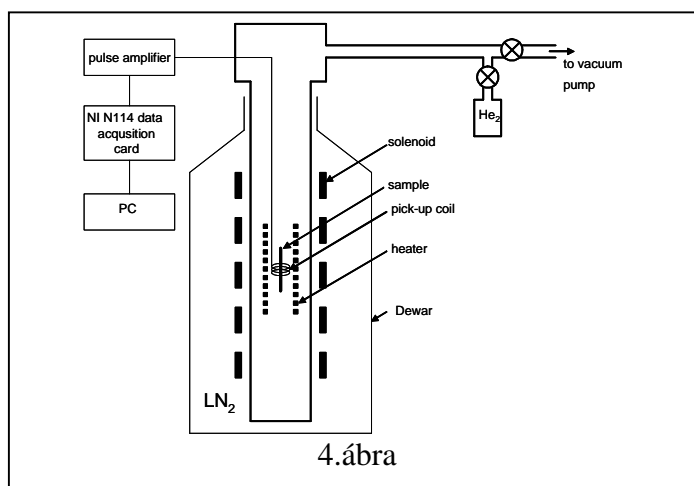 pulse amplifier
NI N114 data
acqusition
card
PC
to vacuum
pump
He₂
solenoid
sample
pick-up coil
heater
Dewar
LN₂
4.ábra